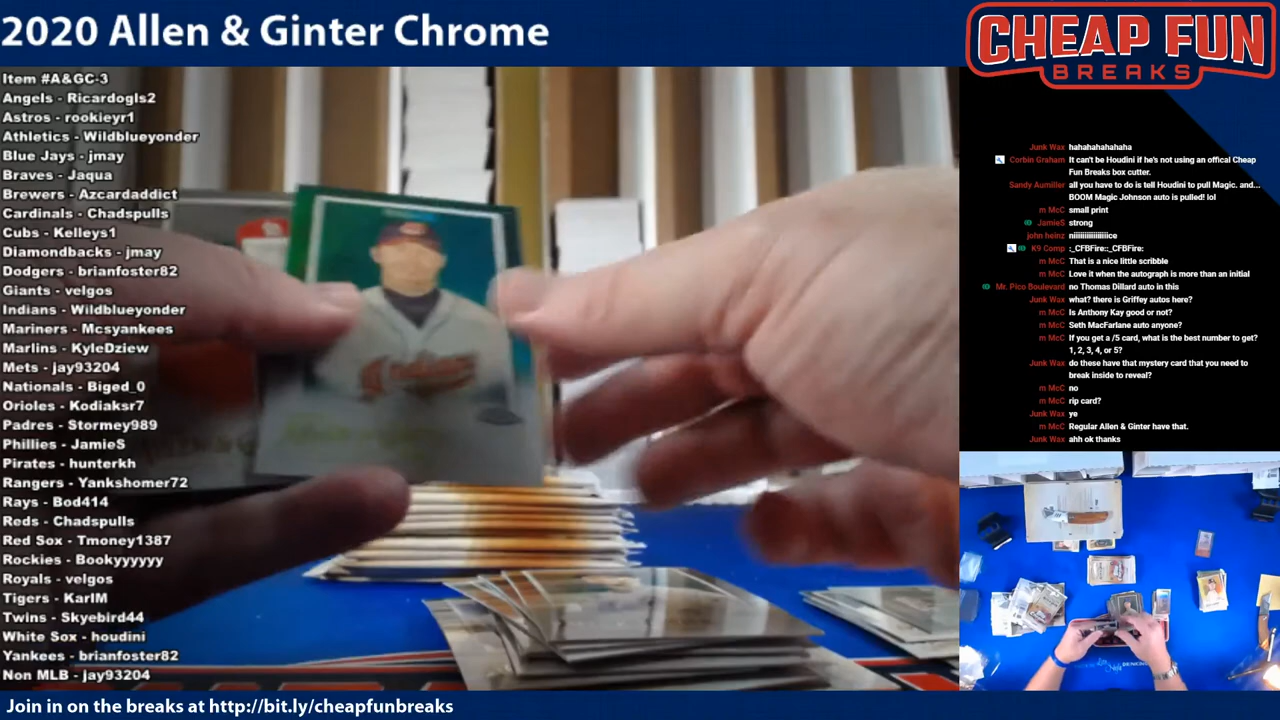 2020 Allen & Ginter Chrome
CHEAP FUN
BREAKS
Item #A&GC-3
Angels - Ricardogls2
Astros - rookieyr1
Athletics - Wildblueyonder
Blue Jays - jmay
Braves - Jaqua
Brewers - Azcardaddict
Cardinals - Chadspulls
Cubs - Kelleys1
Diamondbacks - jmay
Dodgers - brianfoster82
Giants - velgos
Indians - Wildblueyonder
Mariners - Mcsyankees
Marlins - KyleDziew
Mets - jay93204
Nationals - Biged_0
Orioles - Kodiaksr7
Padres - Stormey989
Phillies - JamieS
Pirates - hunterkh
Rangers - Yankshomer72
Rays - Bod414
Reds - Chadspulls
Red Sox - Tmoney1387
Rockies - Bookyyyyyy
Royals - velgos
Tigers - KarlM
Twins - Skyebird44
White Sox - houdini
Yankees - brianfoster82
Non MLB - jay93204
Junk Wax hahahahahahaha
Corbin Graham It can't be Houdini if he's not using an offical Cheap
Fun Breaks box cutter.
Sandy Aumiller all you have to do is tell Houdini to pull Magic. and...
BOOM Magic Johnson auto is pulled! lol
m McC small print
JamieS strong
john heinz niiiiiiiiiiiiiiiiice
K9 Comp :_CFBFire::_CFBFire:
m McC That is a nice little scribble
m McC Love it when the autograph is more than an initial
Mr. Pico Boulevard no Thomas Dillard auto in this
Junk Wax what? there is Griffey autos here?
m McC Is Anthony Kay good or not?
m McC Seth MacFarlane auto anyone?
m McC If you get a /5 card, what is the best number to get?
1, 2, 3, 4, or 5?
Junk Wax do these have that mystery card that you need to
break inside to reveal?
m McC no
m McC rip card?
Junk Wax ye
m McC Regular Allen & Ginter have that.
Junk Wax ahh ok thanks
Join in on the breaks at http://bit.ly/cheapfunbreaks